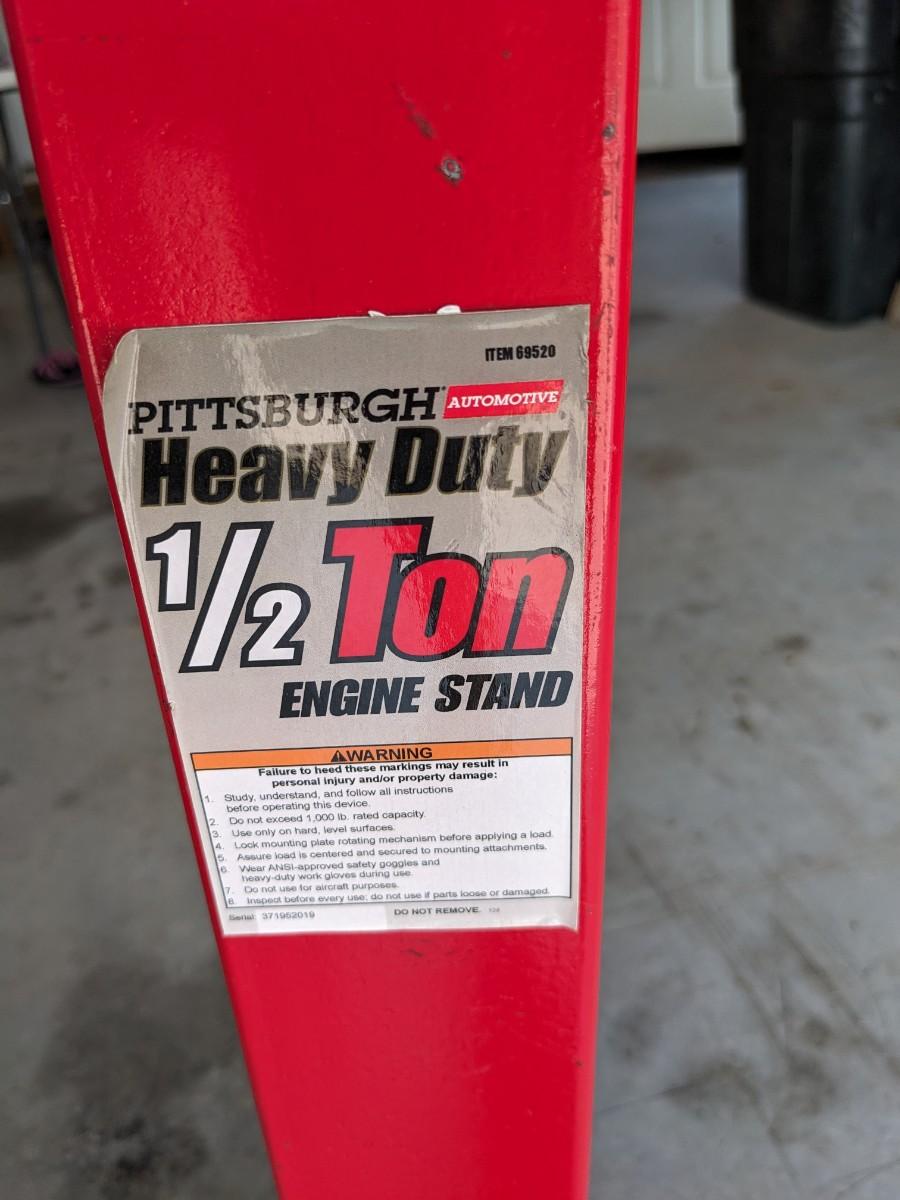 ITEM 69520
PITTSBURGH® AUTOMOTIVE
Heavy Duty
1/2 Ton
ENGINE STAND
⚠WARNING
Failure to heed these markings may result in
personal injury and/or property damage:
1. Study, understand, and follow all instructions
before operating this device.
2. Do not exceed 1,000 lb. rated capacity.
3. Use only on hard, level surfaces.
4. Lock mounting plate rotating mechanism before applying a load.
5. Assure load is centered and secured to mounting attachments.
6. Wear ANSI-approved safety goggles and
heavy-duty work gloves during use.
7. Do not use for aircraft purposes.
8. Inspect before every use; do not use if parts loose or damaged.
Serial: 371952019 DO NOT REMOVE.